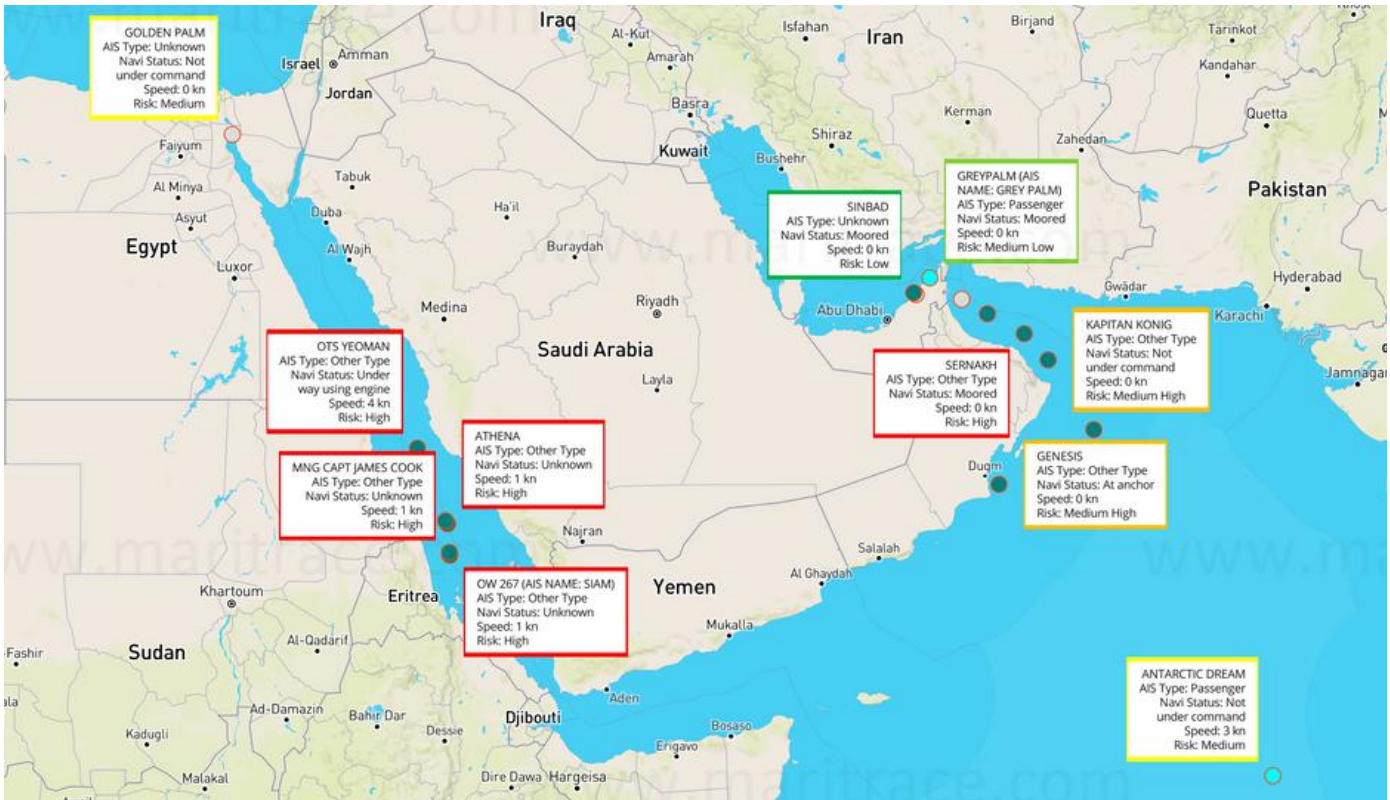 GOLDEN PALM
AIS Type: Unknown
Navi Status: Not
under command
Speed: 0 kn
Risk: Medium
Iraq
Isfahan
Birjand
Tarinkot
Al-Kut
Iran
Amarah
Kandahar
Israel
Amman
Jordan
Basra
Kerman
Quetta
Faiyum
Shiraz
Zahedan
Kuwait
Bushehr
Al Minya
Tabuk
GREYPALM (AIS
NAME: GREY PALM)
AIS Type: Passenger
Navi Status: Moored
Speed: 0 kn
Risk: Medium Low
Pakistan
Asyut
Duba
Ha'il
SINBAD
AIS Type: Unknown
Navi Status: Moored
Speed: 0 kn
Risk: Low
Egypt
Al Wajh
Buraydah
www.maritrace.com
Luxor
Hyderabad
Gwädar
Medina
Riyadh
Abu Dhabi
Karachi
OTS YEOMAN
AIS Type: Other Type
Navi Status: Under
way using engine
Speed: 4 kn
Risk: High
Saudi Arabia
KAPITAN KONIG
AIS Type: Other Type
Navi Status: Not
under command
Speed: 0 kn
Risk: Medium High
Layla
SERNAKH
AIS Type: Other Type
Navi Status: Moored
Speed: 0 kn
Risk: High
Jamnagar
ATHENA
AIS Type: Other Type
Navi Status: Unknown
Speed: 1 kn
Risk: High
MNG CAPT JAMES COOK
AIS Type: Other Type
Navi Status: Unknown
Speed: 1 kn
Risk: High
GENESIS
AIS Type: Other Type
Navi Status: At anchor
Speed: 0 kn
Risk: Medium High
Duqm
Najran
Salalah
Al Ghaydah
OW 267 (AIS NAME: SIAM)
AIS Type: Other Type
Navi Status: Unknown
Speed: 1 kn
Risk: High
Yemen
Khartoum
Eritrea
Mukalla
Al-Qadarif
Sudan
-Fashir
Aden
ANTARCTIC DREAM
AIS Type: Passenger
Navi Status: Not
under command
Speed: 3 kn
Risk: Medium
Ad-Damazin
Bahir Dar
Djibouti
Bosaso
Kadugli
Dessie
Erigavo
Malakal
Dire Dawa
Hargeisa